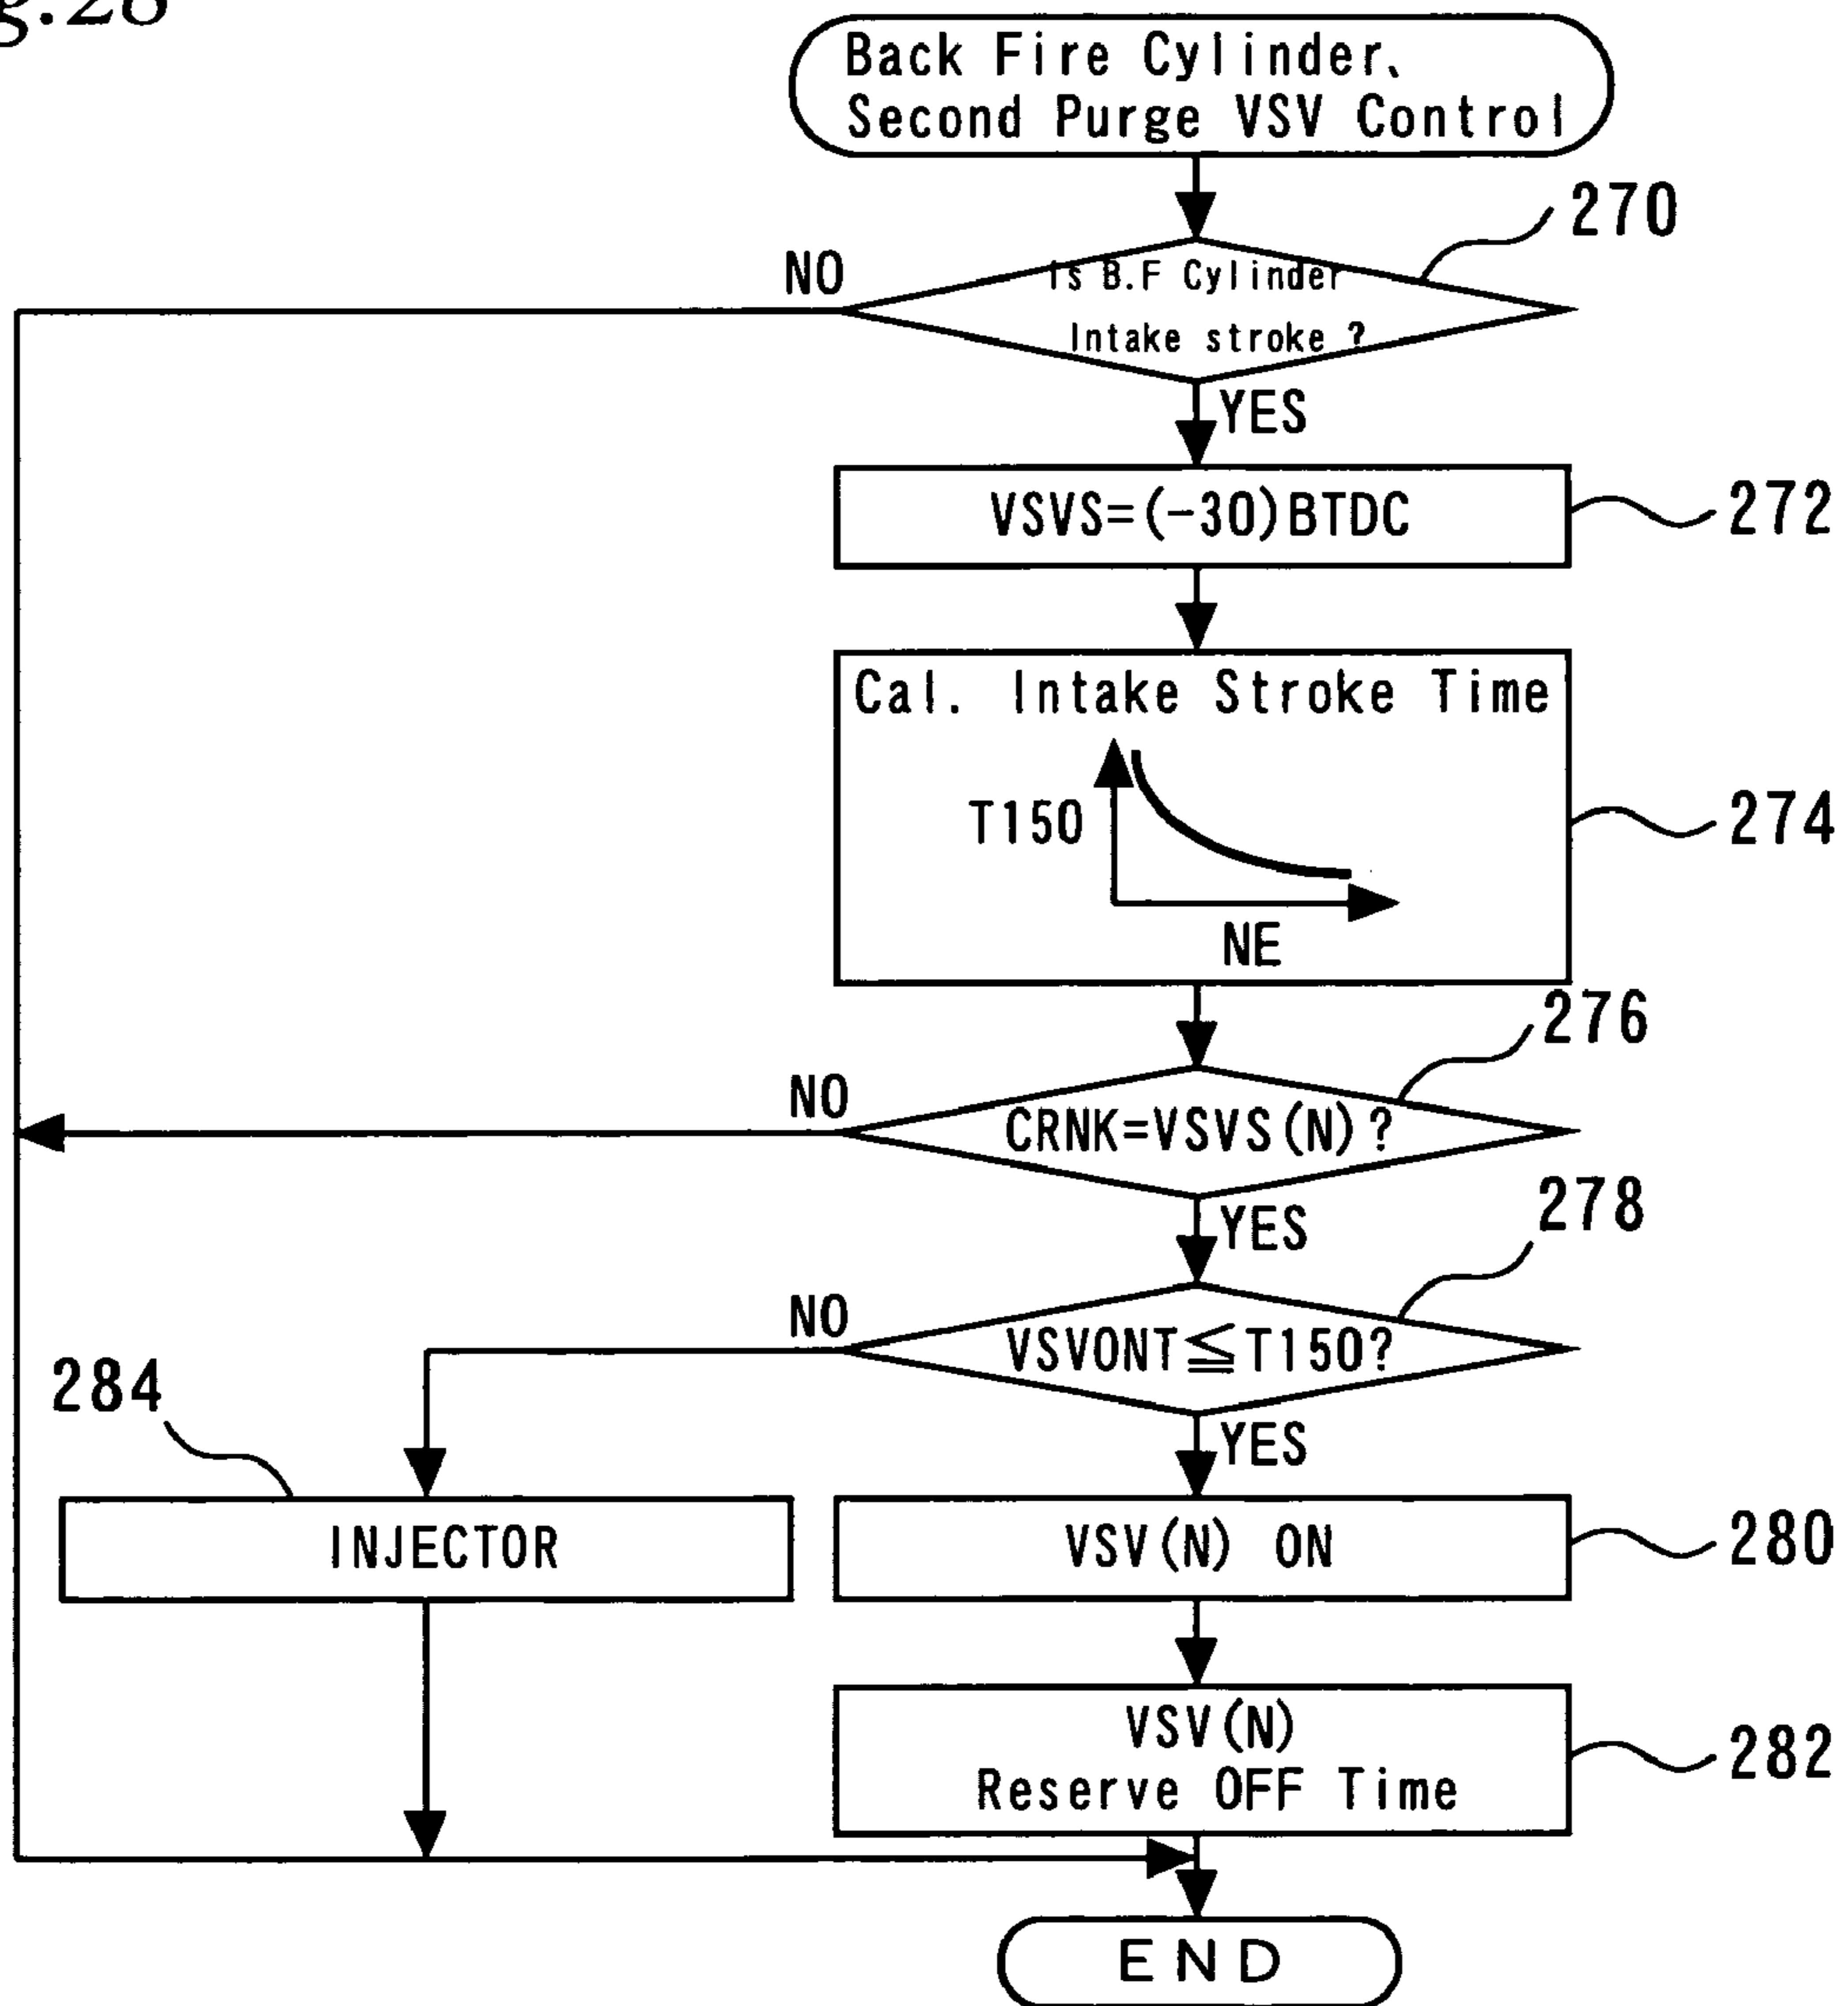 g.28
Back Fire Cylinder、
Second Purge VSV Control
270
NO
Is B.F Cylinder
Intake stroke ?
YES
VSVS=(-30)BTDC
272
Cal. Intake Stroke Time
T150
NE
274
276
NO
CRNK=VSVS(N)?
YES
278
NO
VSVONT≦T150?
YES
284
INJECTOR
VSV(N) ON
280
VSV(N)
Reserve OFF Time
282
END